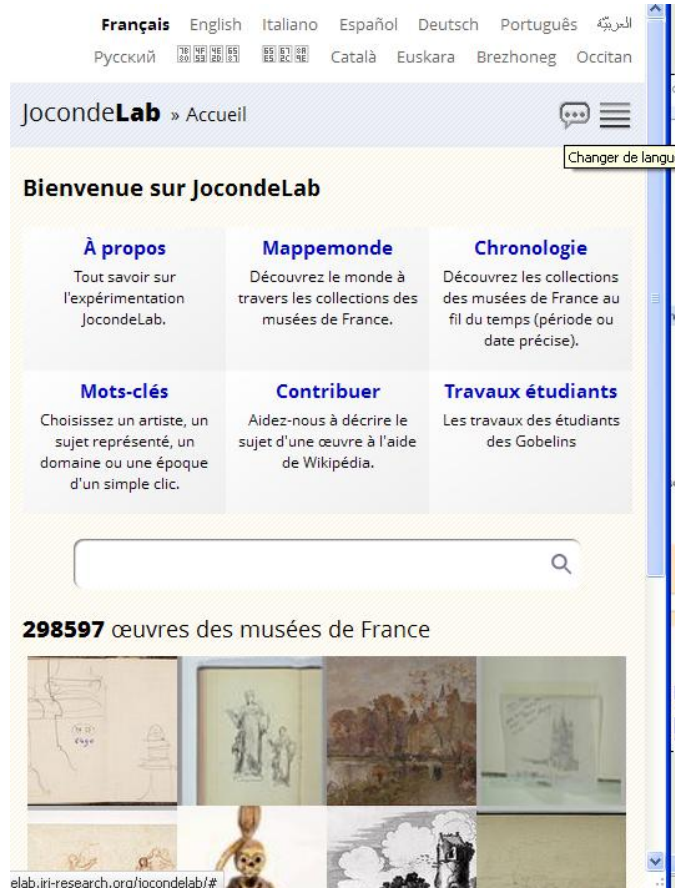 Français English Italiano Español Deutsch Português العربيّة
Русский Català Euskara Brezhoneg Occitan
JocondeLab » Accueil
Changer de langu
Bienvenue sur JocondeLab
À propos
Tout savoir sur
l'expérimentation
JocondeLab.
Mappemonde
Découvrez le monde à
travers les collections des
musées de France.
Chronologie
Découvrez les collections
des musées de France au
fil du temps (période ou
date précise).
Mots-clés
Choisissez un artiste, un
sujet représenté, un
domaine ou une époque
d'un simple clic.
Contribuer
Aidez-nous à décrire le
sujet d'une œuvre à l'aide
de Wikipédia.
Travaux étudiants
Les travaux des étudiants
des Gobelins
298597 œuvres des musées de France
elab.iri-research.org/jocondelab/#